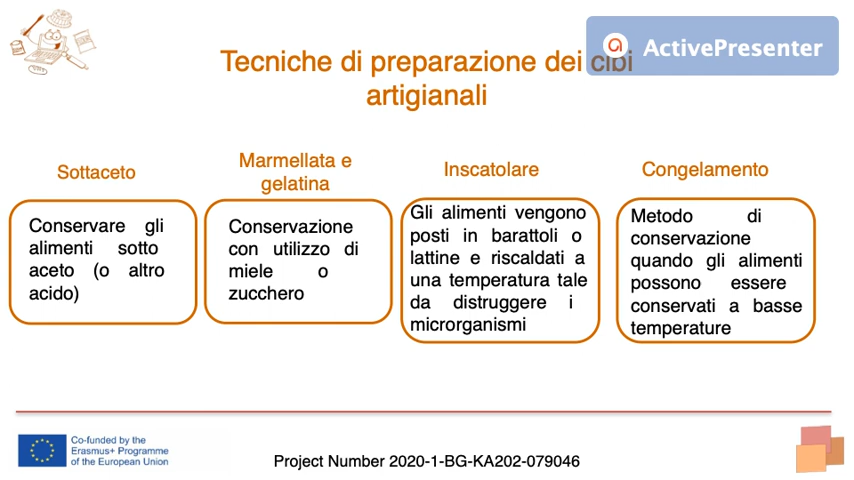 ActivePresenter
Tecniche di preparazione dei cibi
artigianali
Sottaceto
Conservare gli
alimenti sotto
aceto (o altro
acido)
Marmellata e
gelatina
Conservazione
con utilizzo di
miele o
zucchero
Inscatolare
Gli alimenti vengono
posti in barattoli o
lattine e riscaldati a
una temperatura tale
da distruggere i
microrganismi
Congelamento
Metodo di
conservazione
quando gli alimenti
possono essere
conservati a basse
temperature
Co-funded by the
Erasmus+ Programme
of the European Union
Project Number 2020-1-BG-KA202-079046